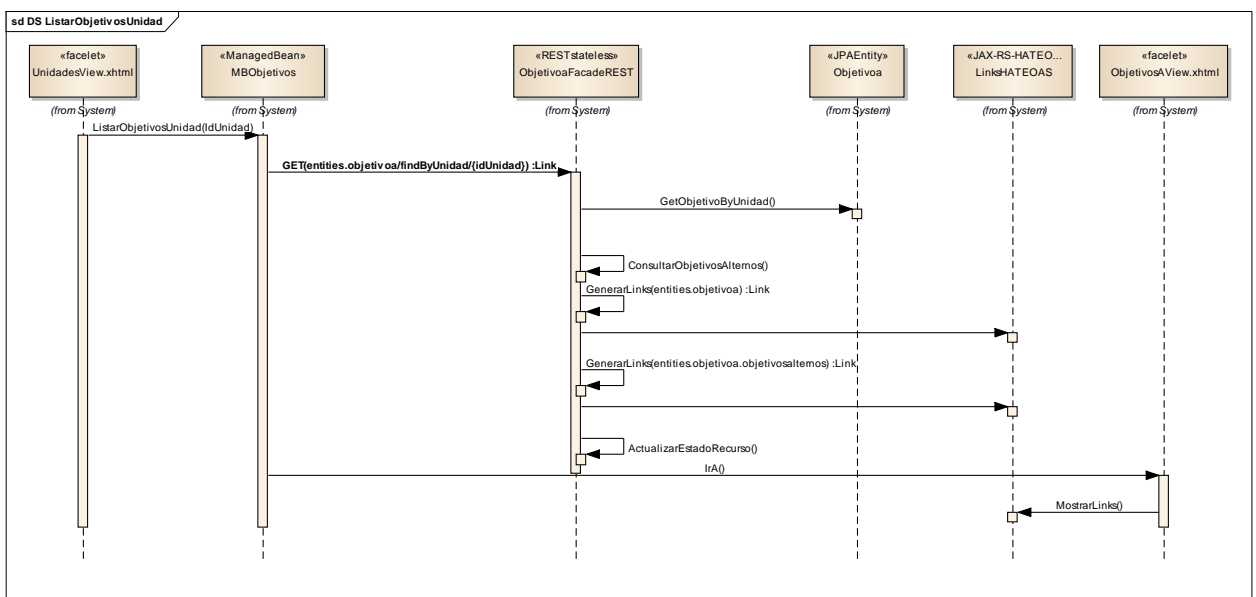 sd DS ListarObjetivosUnidad
«facelet»
UnidadesView.xhtml
(from System)
«ManagedBean»
MBObjetivos
(from System)
«RESTstateless»
ObjetivoaFacadeREST
(from System)
«JPAEntity»
Objetivoa
(from System)
«JAX-RS-HATEO...
LinksHATEOAS
(from System)
«facelet»
ObjetivosAView.xhtml
(from System)
ListarObjetivosUnidad(IdUnidad)
GET(entities.objetivoa/findByUnidad/{idUnidad}) :Link
GetObjetivoByUnidad()
ConsultarObjetivosAlternos()
GenerarLinks(entities.objetivoa) :Link
GenerarLinks(entities.objetivoa.objetivosalternos) :Link
ActualizarEstadoRecurso()
IrA()
MostrarLinks()